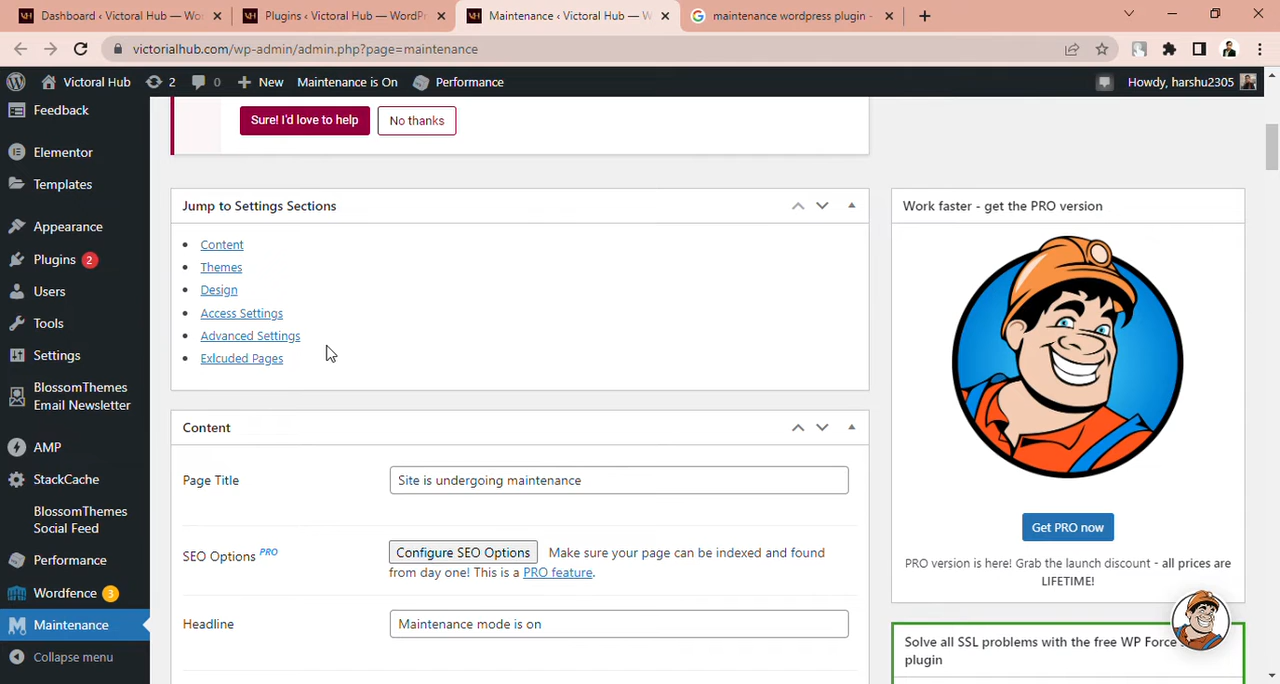 Dashboard ‹ Victoral Hub — Wo
Plugins ‹ Victoral Hub — WordPr
Maintenance ‹ Victoral Hub — W
maintenance wordpress plugin -
victorialhub.com/wp-admin/admin.php?page=maintenance
Victoral Hub
2
0
New
Maintenance is On
Performance
Howdy, harshu2305
Feedback
Elementor
Templates
Appearance
Plugins 2
Users
Tools
Settings
BlossomThemes
Email Newsletter
AMP
StackCache
BlossomThemes
Social Feed
Performance
Wordfence 3
Maintenance
Collapse menu
Sure! I'd love to help
No thanks
Jump to Settings Sections
Content
Themes
Design
Access Settings
Advanced Settings
Exlcuded Pages
Content
Page Title
Site is undergoing maintenance
SEO Options PRO
Configure SEO Options
Make sure your page can be indexed and found
from day one! This is a PRO feature.
Headline
Maintenance mode is on
Work faster - get the PRO version
Get PRO now
PRO version is here! Grab the launch discount - all prices are
LIFETIME!
Solve all SSL problems with the free WP Force
plugin